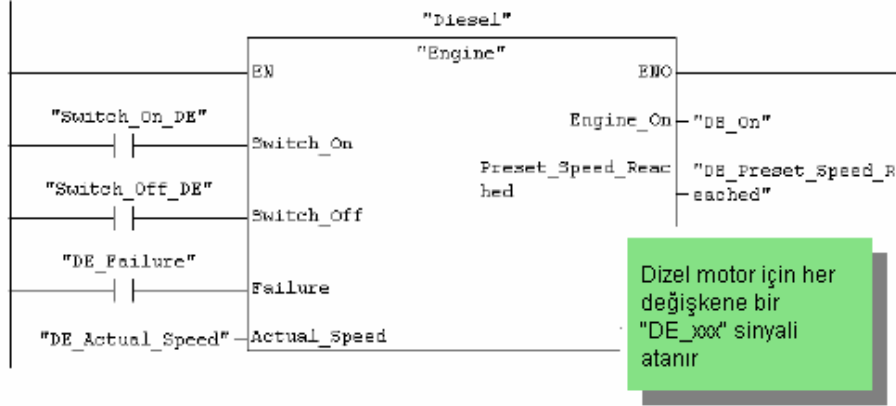 "Diesel"
"Engine"
EN
ENO
"Switch_On_DE"
Switch_On
Engine_On
"DE_On"
Preset_Speed_Reac
hed
"DE_Preset_Speed_R
eached"
"Switch_Off_DE"
Switch_Off
"DE_Failure"
Failure
"DE_Actual_Speed"
Actual_Speed
Dizel motor için her
değişkene bir
"DE_xxx" sinyali
atanır